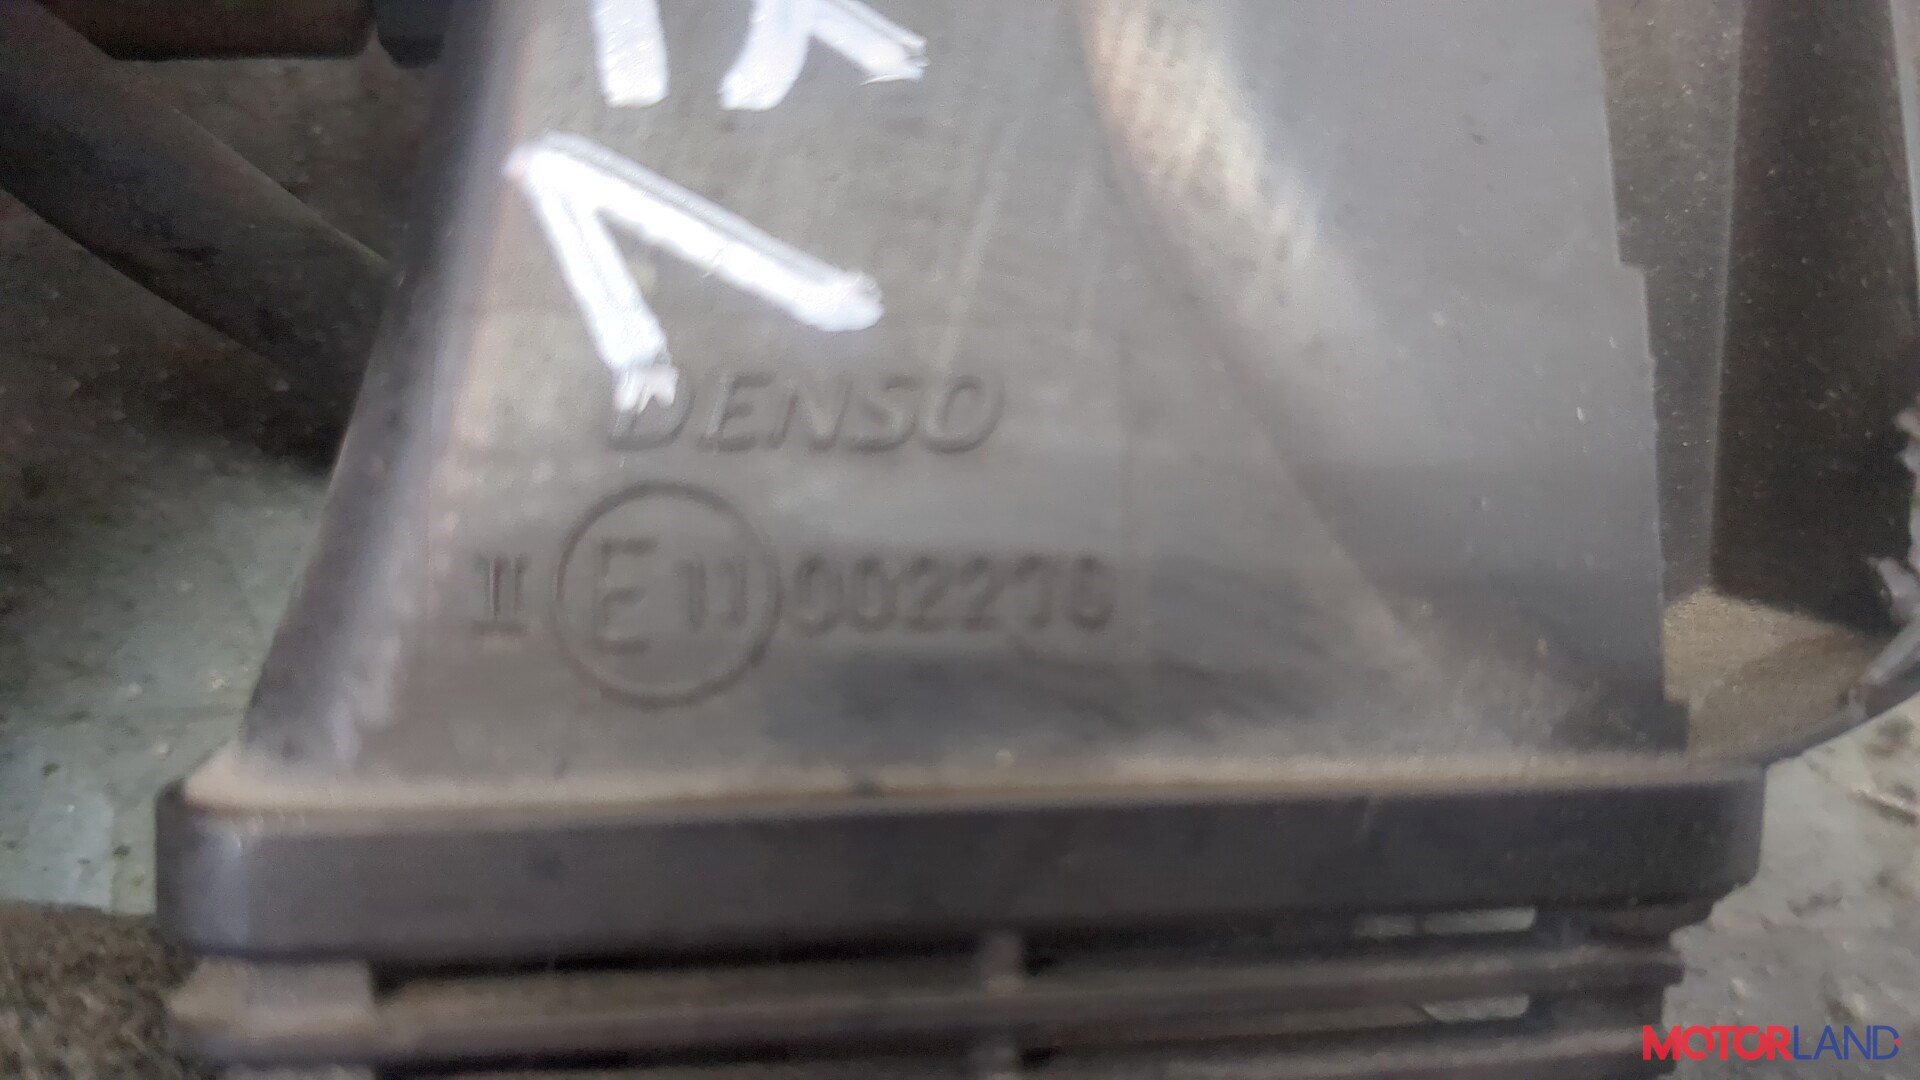 DENSO
II E11 002276
MOTORLAND